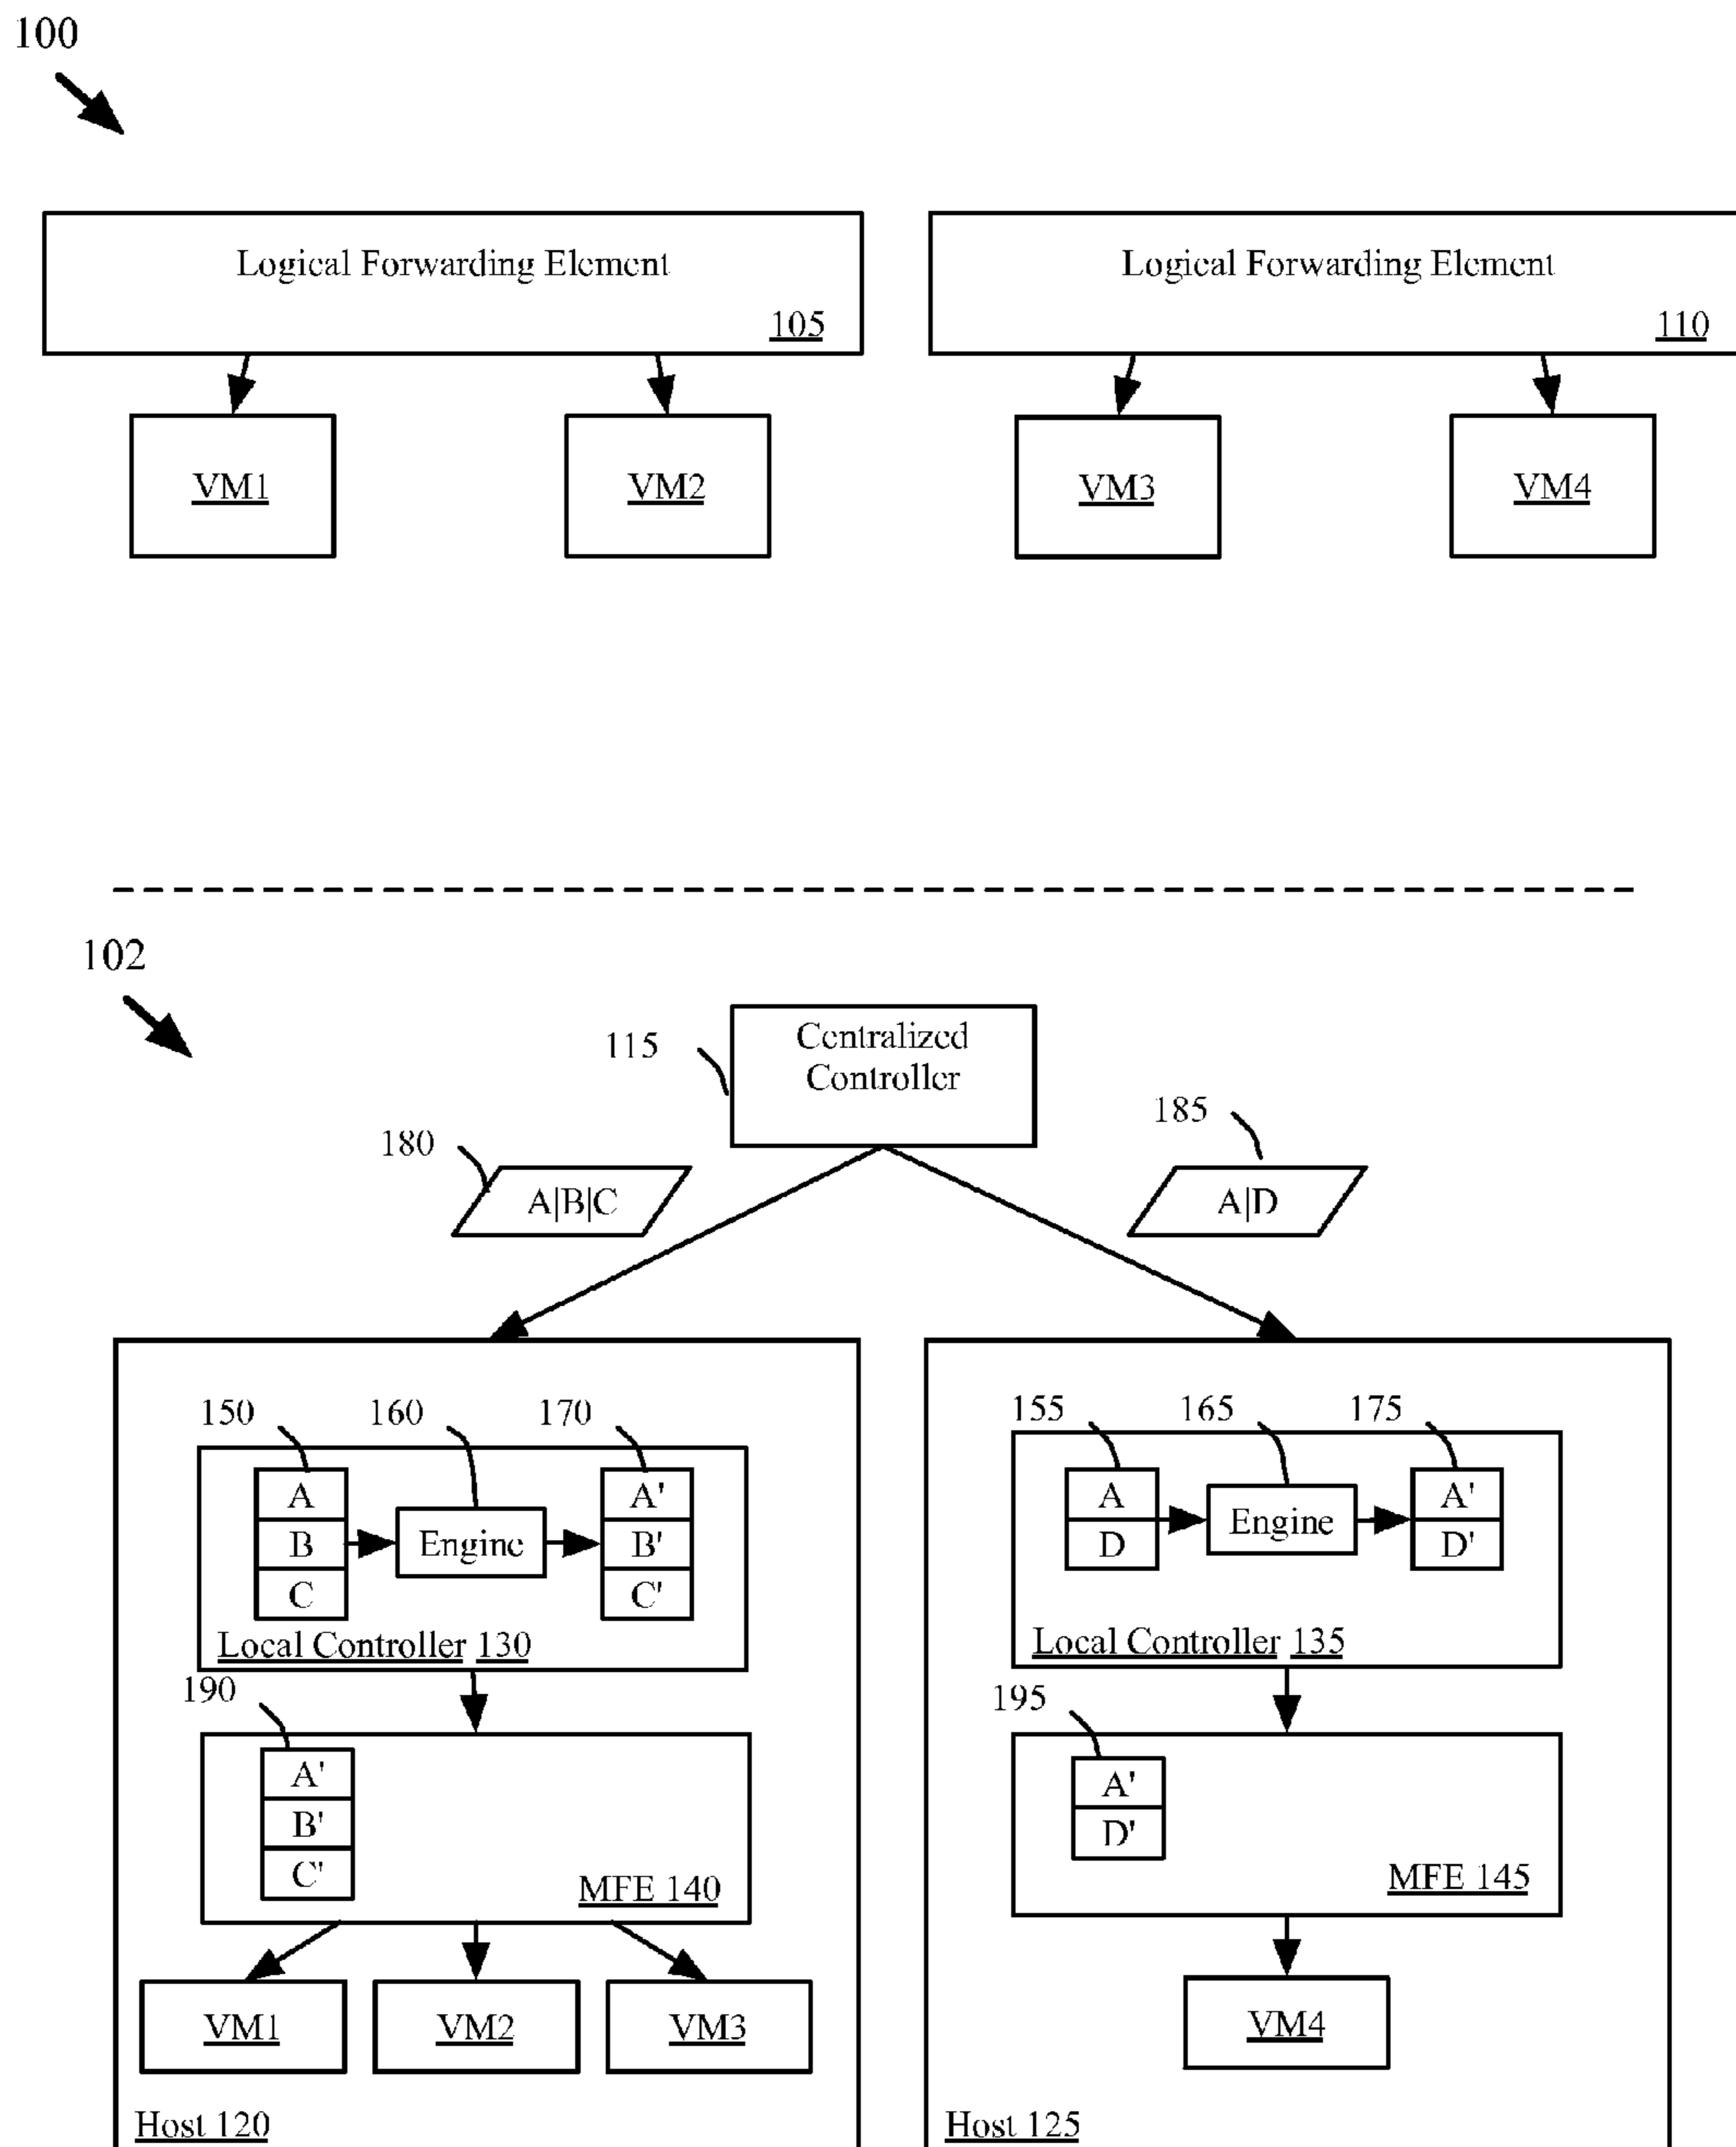 100
Logical Forwarding Element
105
Logical Forwarding Element
110
VM1
VM2
VM3
VM4
102
115
Centralized
Controller
180
A|B|C
185
A|D
150
160
170
A
B
C
Engine
A'
B'
C'
Local Controller 130
155
165
175
A
D
Engine
A'
D'
Local Controller 135
190
A'
B'
C'
MFE 140
195
A'
D'
MFE 145
VM1
VM2
VM3
VM4
Host 120
Host 125